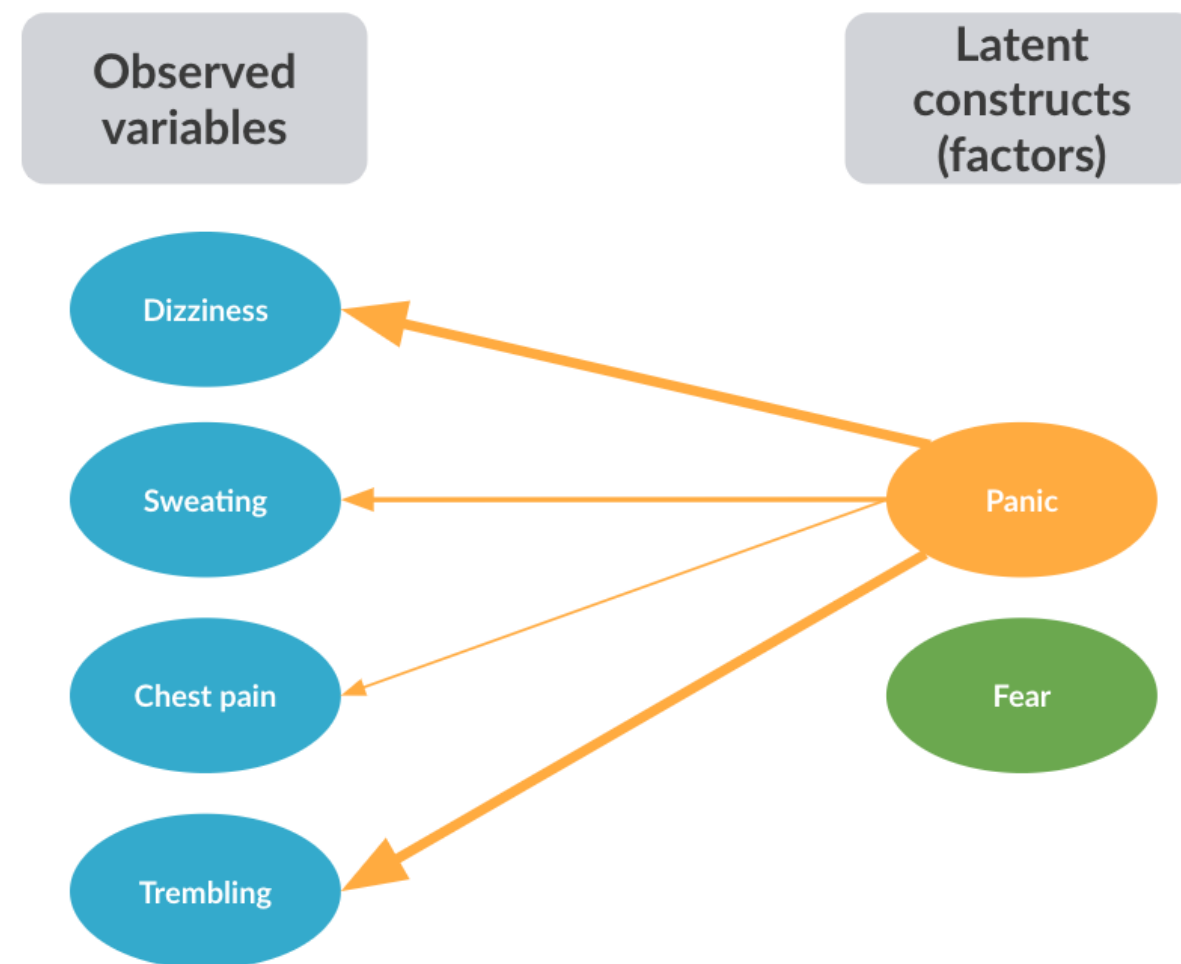 Observed
variables
Latent
constructs
(factors)
Dizziness
Sweating
Panic
Chest pain
Fear
Trembling